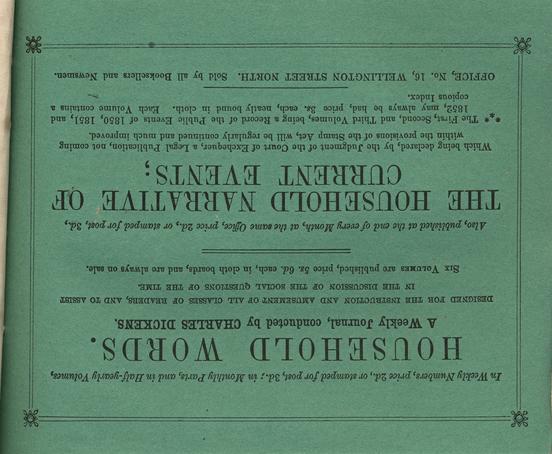 In Weekly Numbers, price 2d., or stamped for post, 3d.; in Monthly Parts, and in Half-yearly Volumes,
HOUSEHOLD WORDS.
A Weekly Journal, conducted by CHARLES DICKENS.
DESIGNED FOR THE INSTRUCTION AND AMUSEMENT OF ALL CLASSES OF READERS, AND TO ASSIST
IN THE DISCUSSION OF THE SOCIAL QUESTIONS OF THE TIME.
SIX VOLUMES are published, price 5s. 6d. each, in cloth boards, and are always on sale.
Also, published at the end of every Month, at the same Office, price 2d., or stamped for post, 3d.,
THE HOUSEHOLD NARRATIVE OF
CURRENT EVENTS;
Which being declared, by the Judgment of the Court of Exchequer, a Legal Publication, not coming
within the provisions of the Stamp Act, will be regularly continued and much improved.
*** The First, Second, and Third Volumes, being a Record of the Public Events of 1850, 1851, and
1852, may always be had, price 3s. each, neatly bound in cloth. Each Volume contains a
copious Index.
OFFICE, No. 16, WELLINGTON STREET NORTH. Sold by all Booksellers and Newsmen.